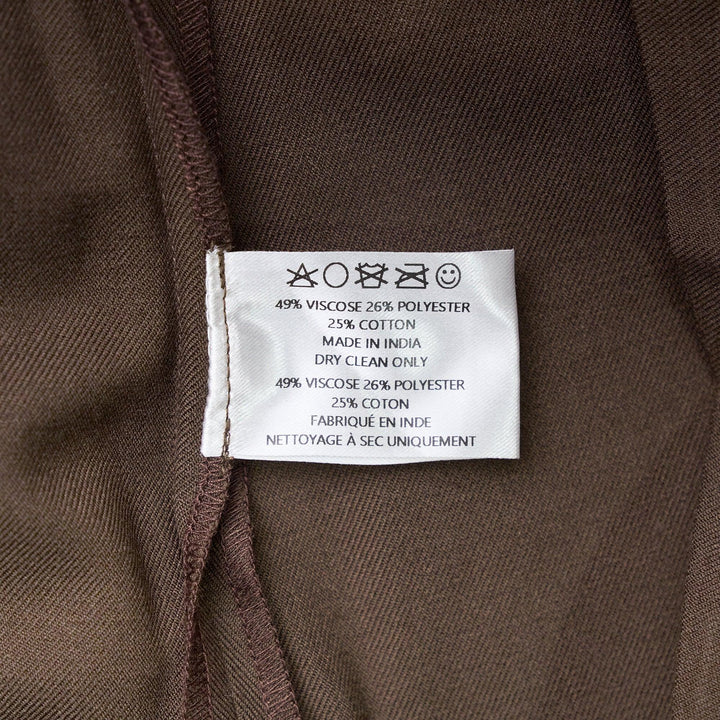 49% VISCOSE 26% POLYESTER
25% COTTON
MADE IN INDIA
DRY CLEAN ONLY
49% VISCOSE 26% POLYESTER
25% COTON
FABRIQUÉ EN INDE
NETTOYAGE À SEC UNIQUEMENT